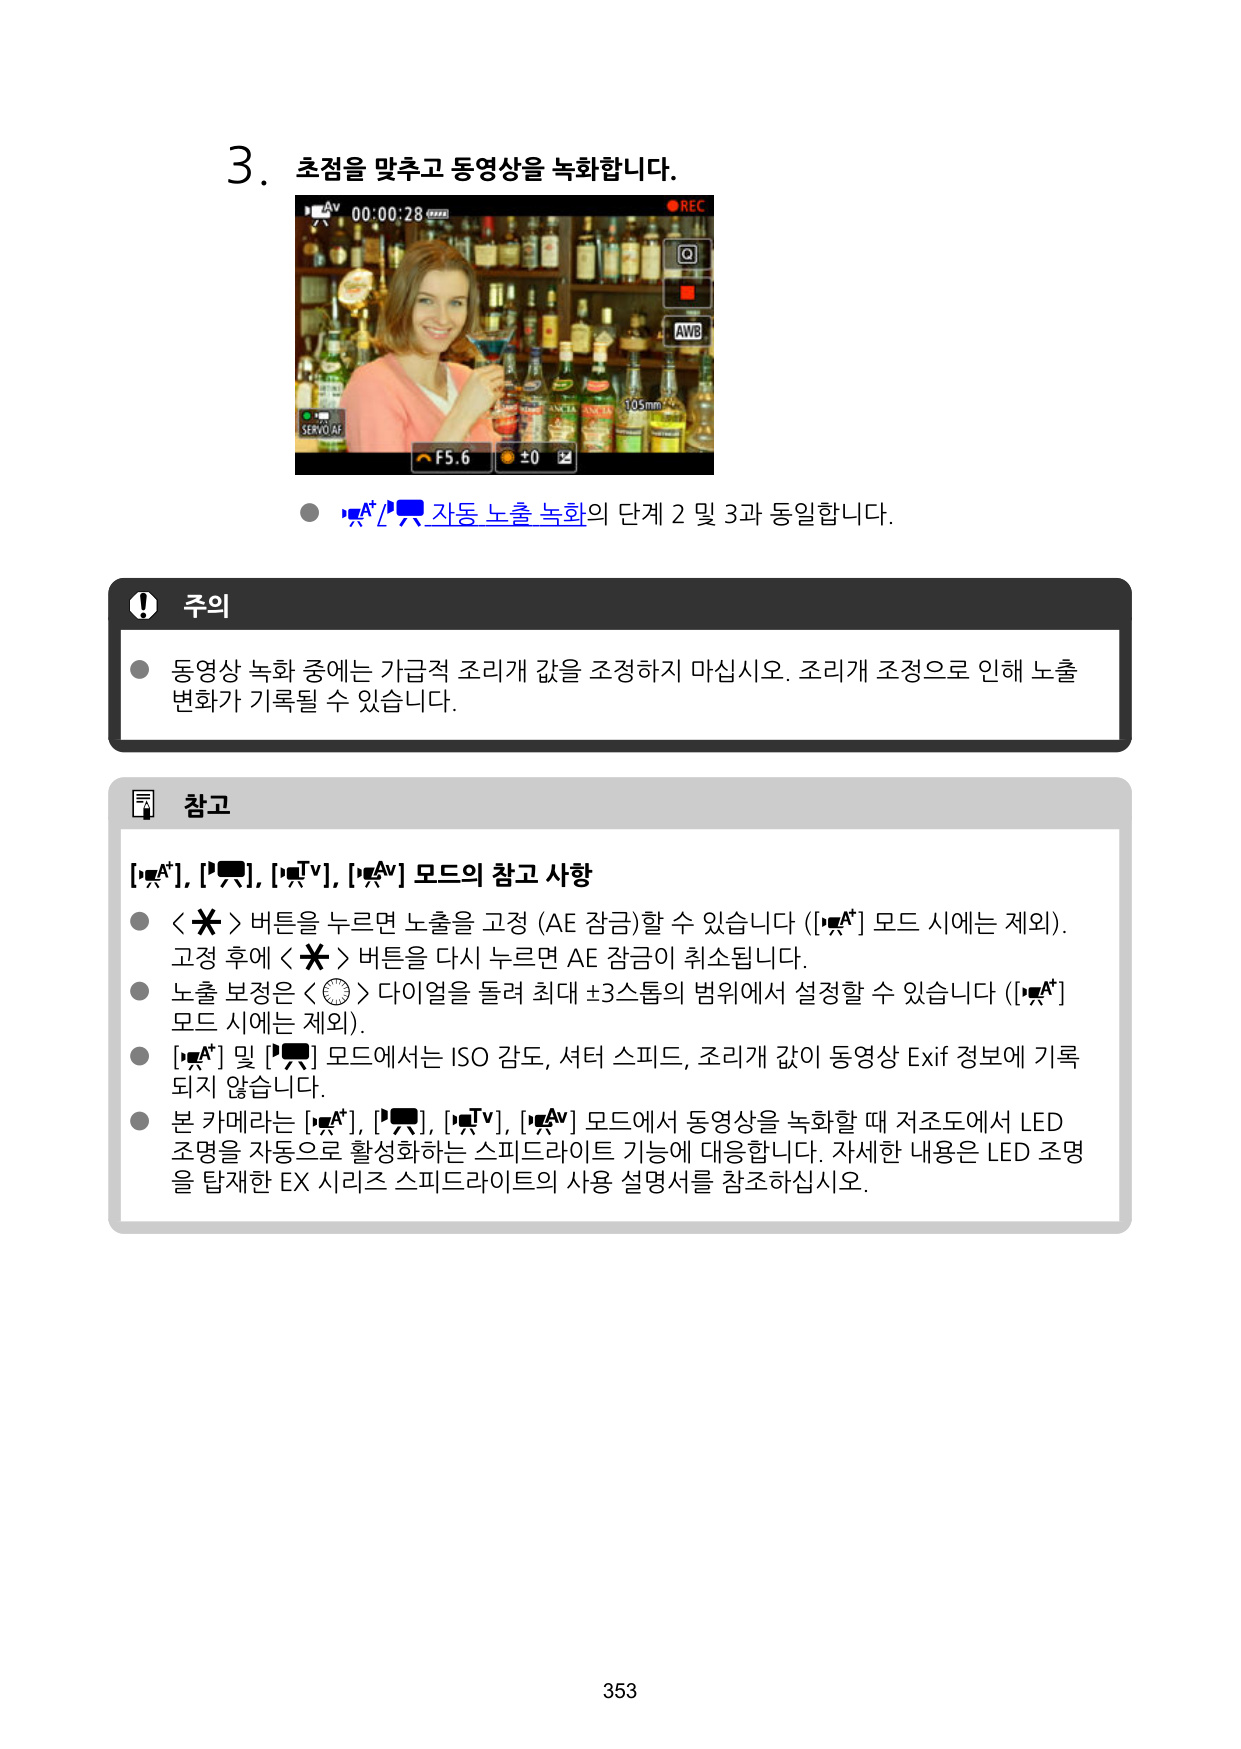 3. 초점을 맞추고 동영상을 녹화합니다.
Av 00:00:28 REC
Q
AWB
105mm
SERVO AF
F5.6 ±0
● A+/ 자동 노출 녹화의 단계 2 및 3과 동일합니다.
주의
● 동영상 녹화 중에는 가급적 조리개 값을 조정하지 마십시오. 조리개 조정으로 인해 노출
변화가 기록될 수 있습니다.
참고
[A+], [ ], [Tv], [Av] 모드의 참고 사항
● < > 버튼을 누르면 노출을 고정 (AE 잠금)할 수 있습니다 ([A+] 모드 시에는 제외).
고정 후에 < > 버튼을 다시 누르면 AE 잠금이 취소됩니다.
● 노출 보정은 < > 다이얼을 돌려 최대 ±3스톱의 범위에서 설정할 수 있습니다 ([A+]
모드 시에는 제외).
● [A+] 및 [ ] 모드에서는 ISO 감도, 셔터 스피드, 조리개 값이 동영상 Exif 정보에 기록
되지 않습니다.
● 본 카메라는 [A+], [ ], [Tv], [Av] 모드에서 동영상을 녹화할 때 저조도에서 LED
조명을 자동으로 활성화하는 스피드라이트 기능에 대응합니다. 자세한 내용은 LED 조명
을 탑재한 EX 시리즈 스피드라이트의 사용 설명서를 참조하십시오.
353